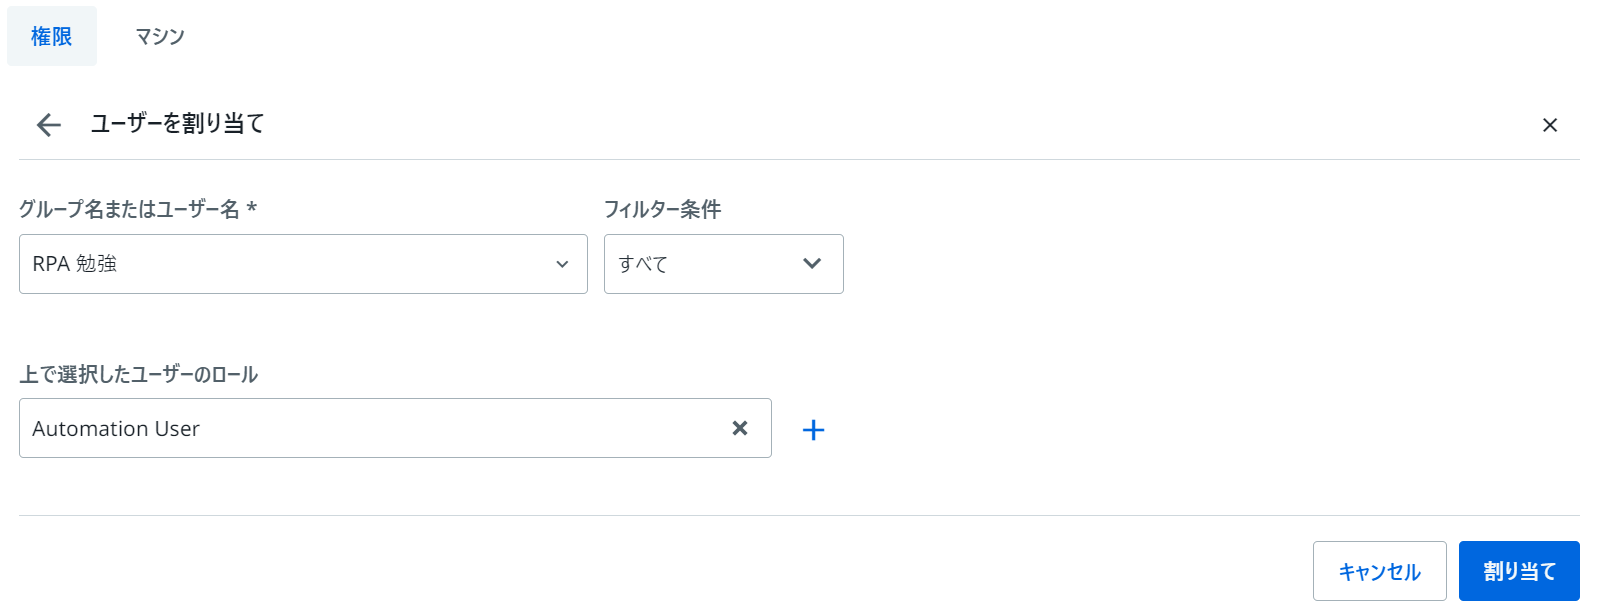 権限 マシン
ユーザーを割り当て
グループ名またはユーザー名 * フィルター条件
RPA 勉強 すべて
上で選択したユーザーのロール
Automation User
キャンセル 割り当て